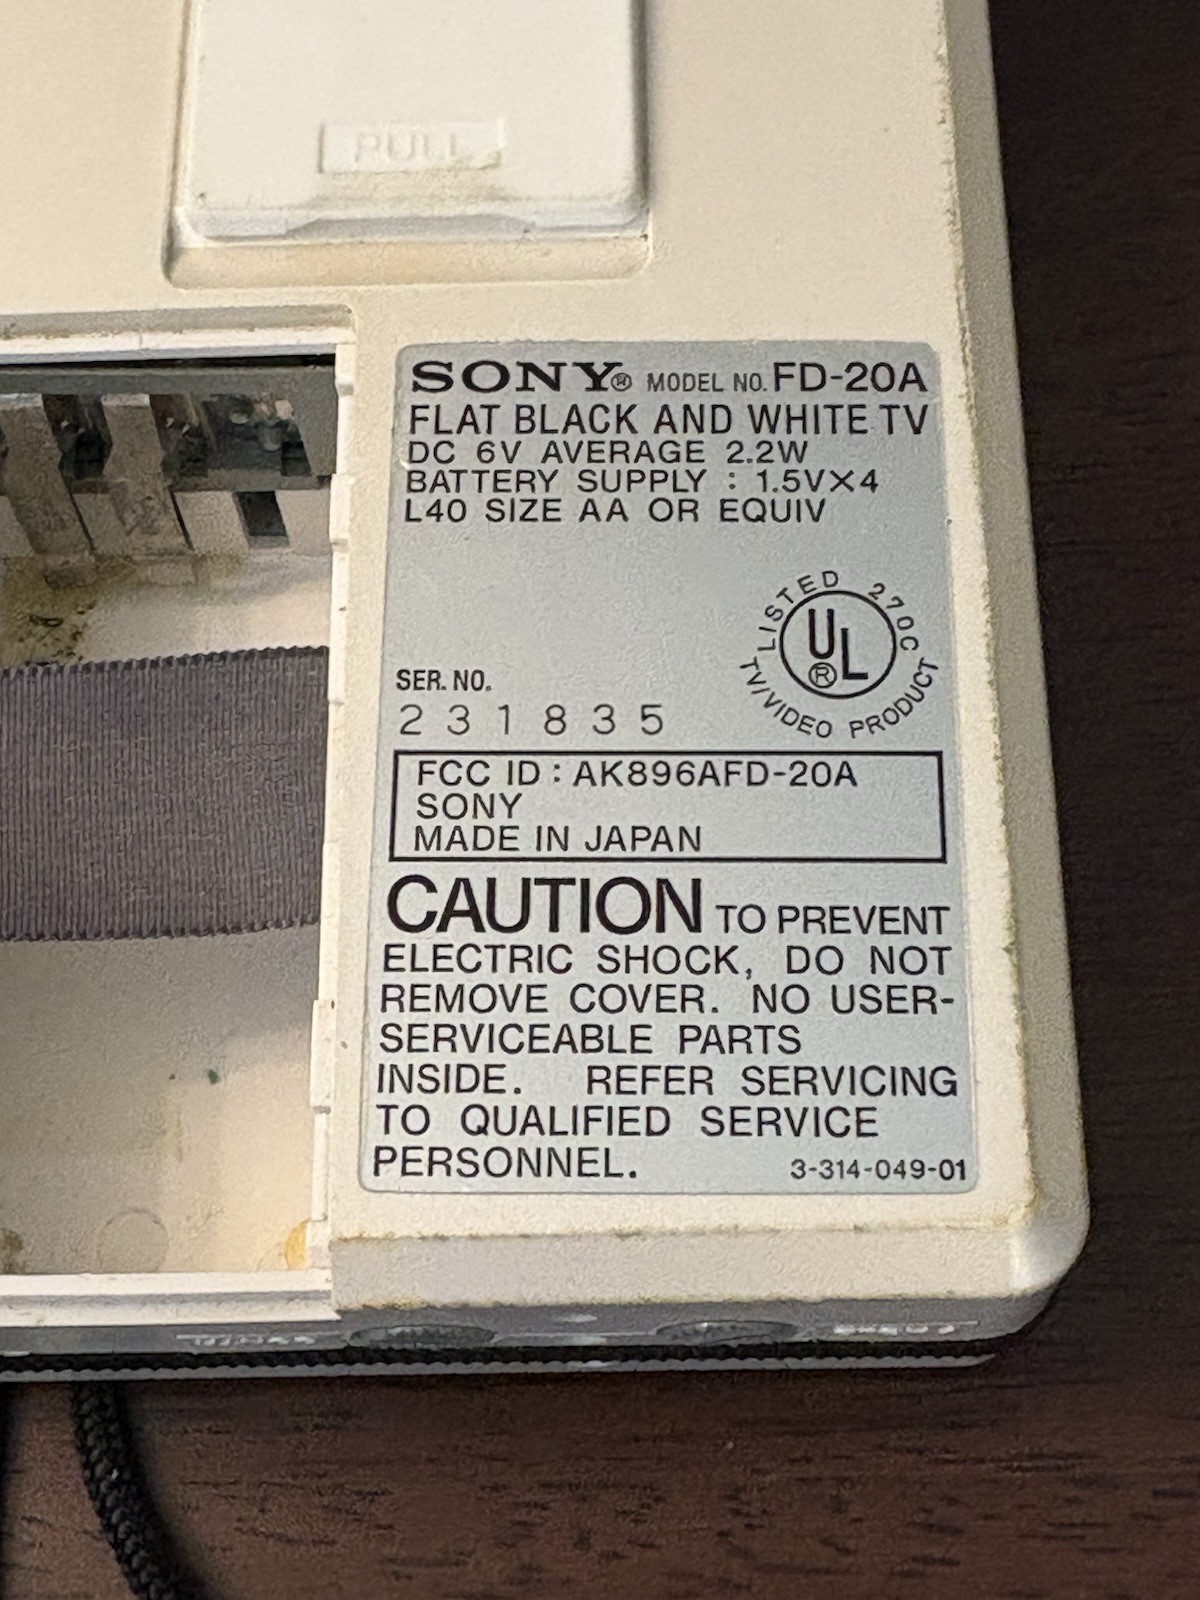 PULL
SONY® MODEL NO. FD-20A
FLAT BLACK AND WHITE TV
DC 6V AVERAGE 2.2W
BATTERY SUPPLY : 1.5V×4
L40 SIZE AA OR EQUIV
LISTED 270C
UL®
TV/VIDEO PRODUCT
SER. NO.
231835
FCC ID : AK896AFD-20A
SONY
MADE IN JAPAN
CAUTION TO PREVENT
ELECTRIC SHOCK, DO NOT
REMOVE COVER. NO USER-
SERVICEABLE PARTS
INSIDE. REFER SERVICING
TO QUALIFIED SERVICE
PERSONNEL. 3-314-049-01